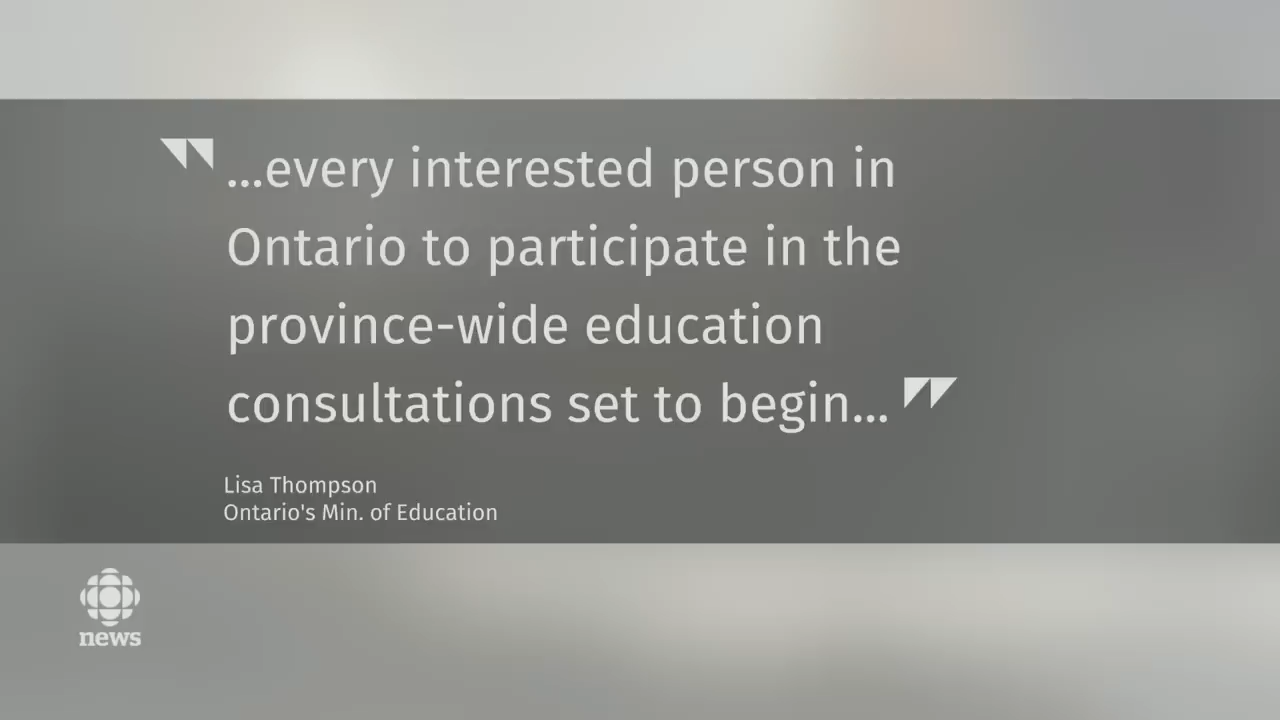 ...every interested person in
Ontario to participate in the
province-wide education
consultations set to begin...
Lisa Thompson
Ontario's Min. of Education
news